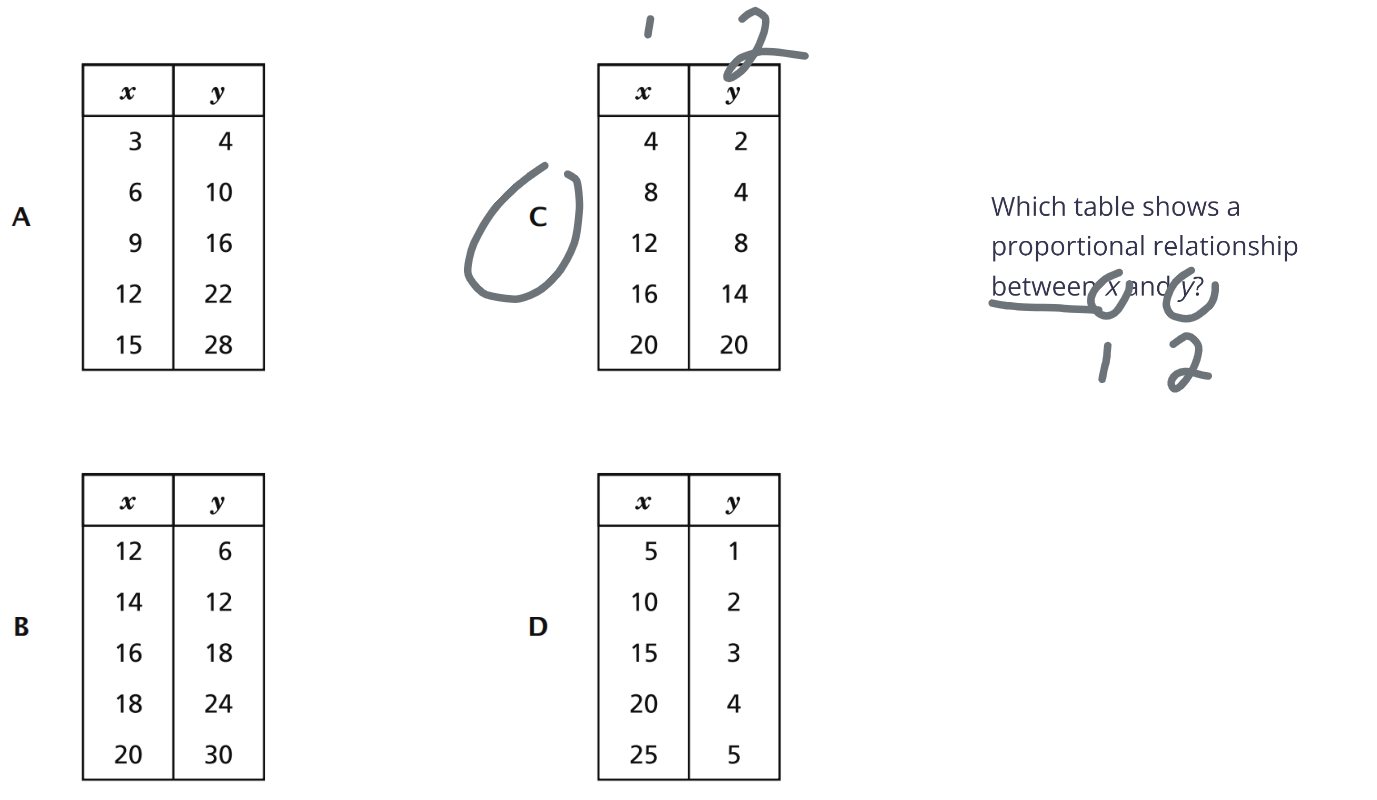 1 2
x y
3 4
6 10
A
9 16
12 22
15 28
x y
4 2
8 4
C
12 8
16 14
20 20
Which table shows a
proportional relationship
between x and y?
1 2
x y
12 6
14 12
B
16 18
18 24
20 30
x y
5 1
10 2
D
15 3
20 4
25 5